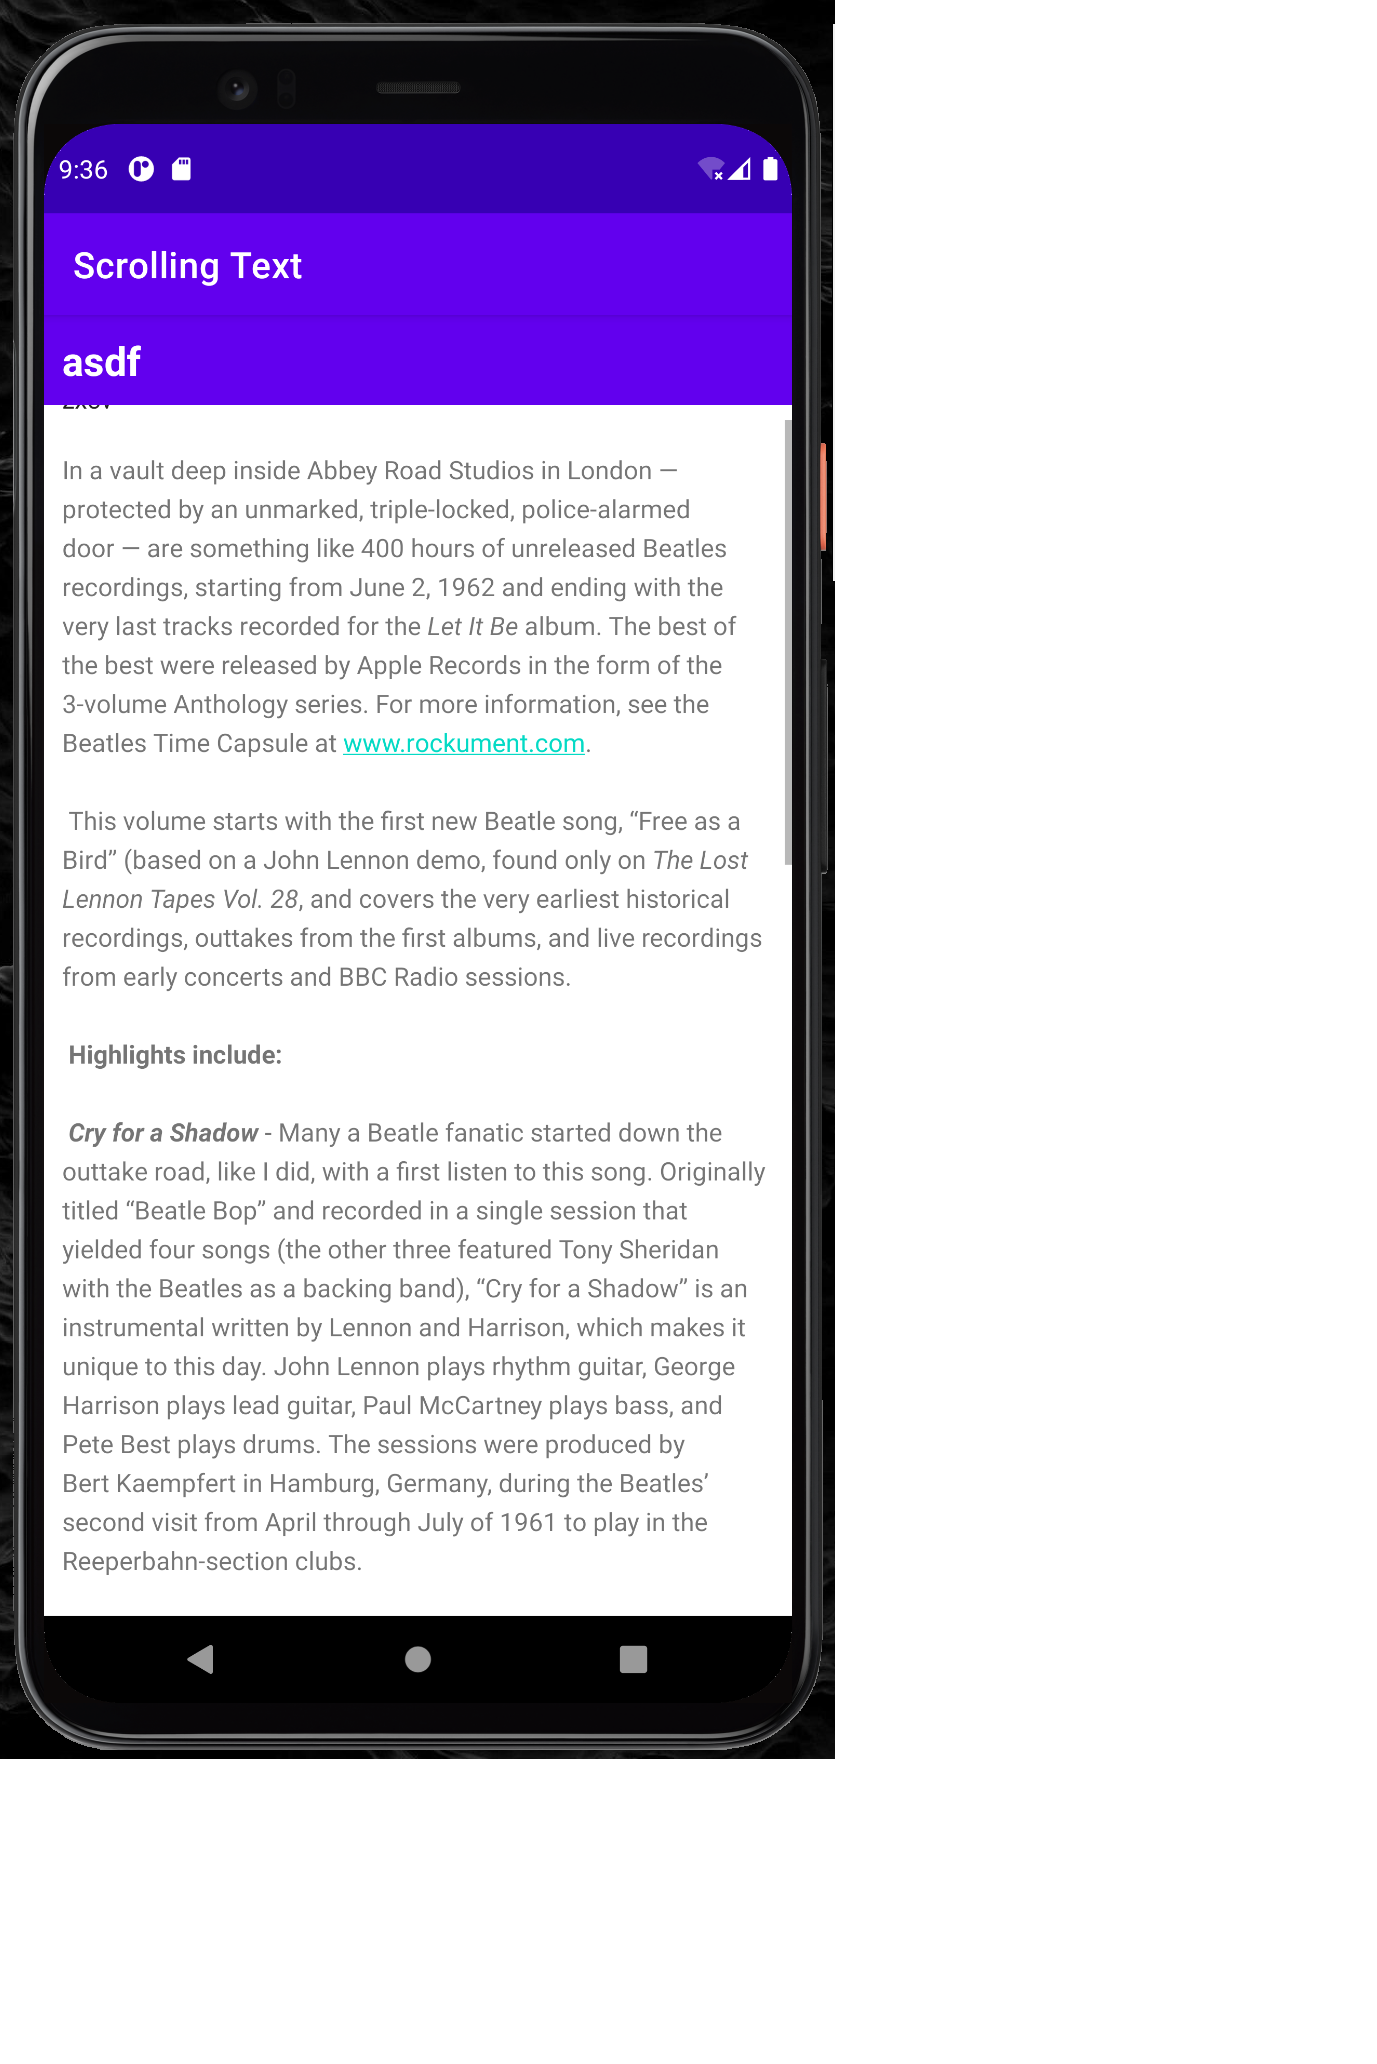 9:36
Scrolling Text
asdf
In a vault deep inside Abbey Road Studios in London —
protected by an unmarked, triple-locked, police-alarmed
door — are something like 400 hours of unreleased Beatles
recordings, starting from June 2, 1962 and ending with the
very last tracks recorded for the Let It Be album. The best of
the best were released by Apple Records in the form of the
3-volume Anthology series. For more information, see the
Beatles Time Capsule at www.rockument.com.
This volume starts with the first new Beatle song, “Free as a
Bird” (based on a John Lennon demo, found only on The Lost
Lennon Tapes Vol. 28, and covers the very earliest historical
recordings, outtakes from the first albums, and live recordings
from early concerts and BBC Radio sessions.
Highlights include:
Cry for a Shadow - Many a Beatle fanatic started down the
outtake road, like I did, with a first listen to this song. Originally
titled “Beatle Bop” and recorded in a single session that
yielded four songs (the other three featured Tony Sheridan
with the Beatles as a backing band), “Cry for a Shadow” is an
instrumental written by Lennon and Harrison, which makes it
unique to this day. John Lennon plays rhythm guitar, George
Harrison plays lead guitar, Paul McCartney plays bass, and
Pete Best plays drums. The sessions were produced by
Bert Kaempfert in Hamburg, Germany, during the Beatles’
second visit from April through July of 1961 to play in the
Reeperbahn-section clubs.